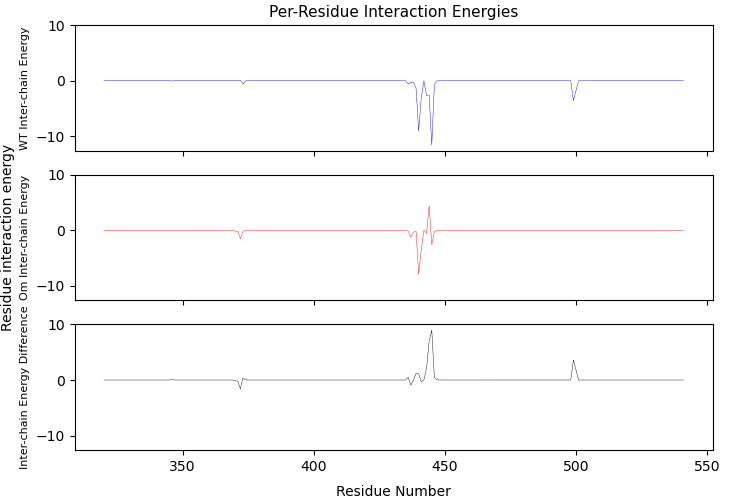 Per-Residue Interaction Energies
Residue interaction energy
WT Inter-chain Energy
10
0
−10
Om Inter-chain Energy
10
0
−10
Inter-chain Energy Difference
10
0
−10
350 400 450 500 550
Residue Number